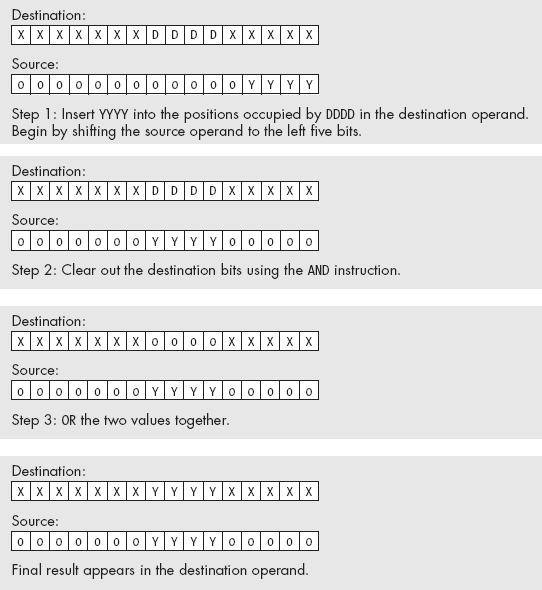 Destination:
X X X X X X X D D D D X X X X X
Source:
0 0 0 0 0 0 0 0 0 0 0 0 Y Y Y Y
Step 1: Insert YYYY into the positions occupied by DDDD in the destination operand.
Begin by shifting the source operand to the left five bits.
Destination:
X X X X X X X D D D D X X X X X
Source:
0 0 0 0 0 0 0 Y Y Y Y 0 0 0 0 0
Step 2: Clear out the destination bits using the AND instruction.
Destination:
X X X X X X X 0 0 0 0 X X X X X
Source:
0 0 0 0 0 0 0 Y Y Y Y 0 0 0 0 0
Step 3: OR the two values together.
Destination:
X X X X X X X Y Y Y Y X X X X X
Source:
0 0 0 0 0 0 0 Y Y Y Y 0 0 0 0 0
Final result appears in the destination operand.